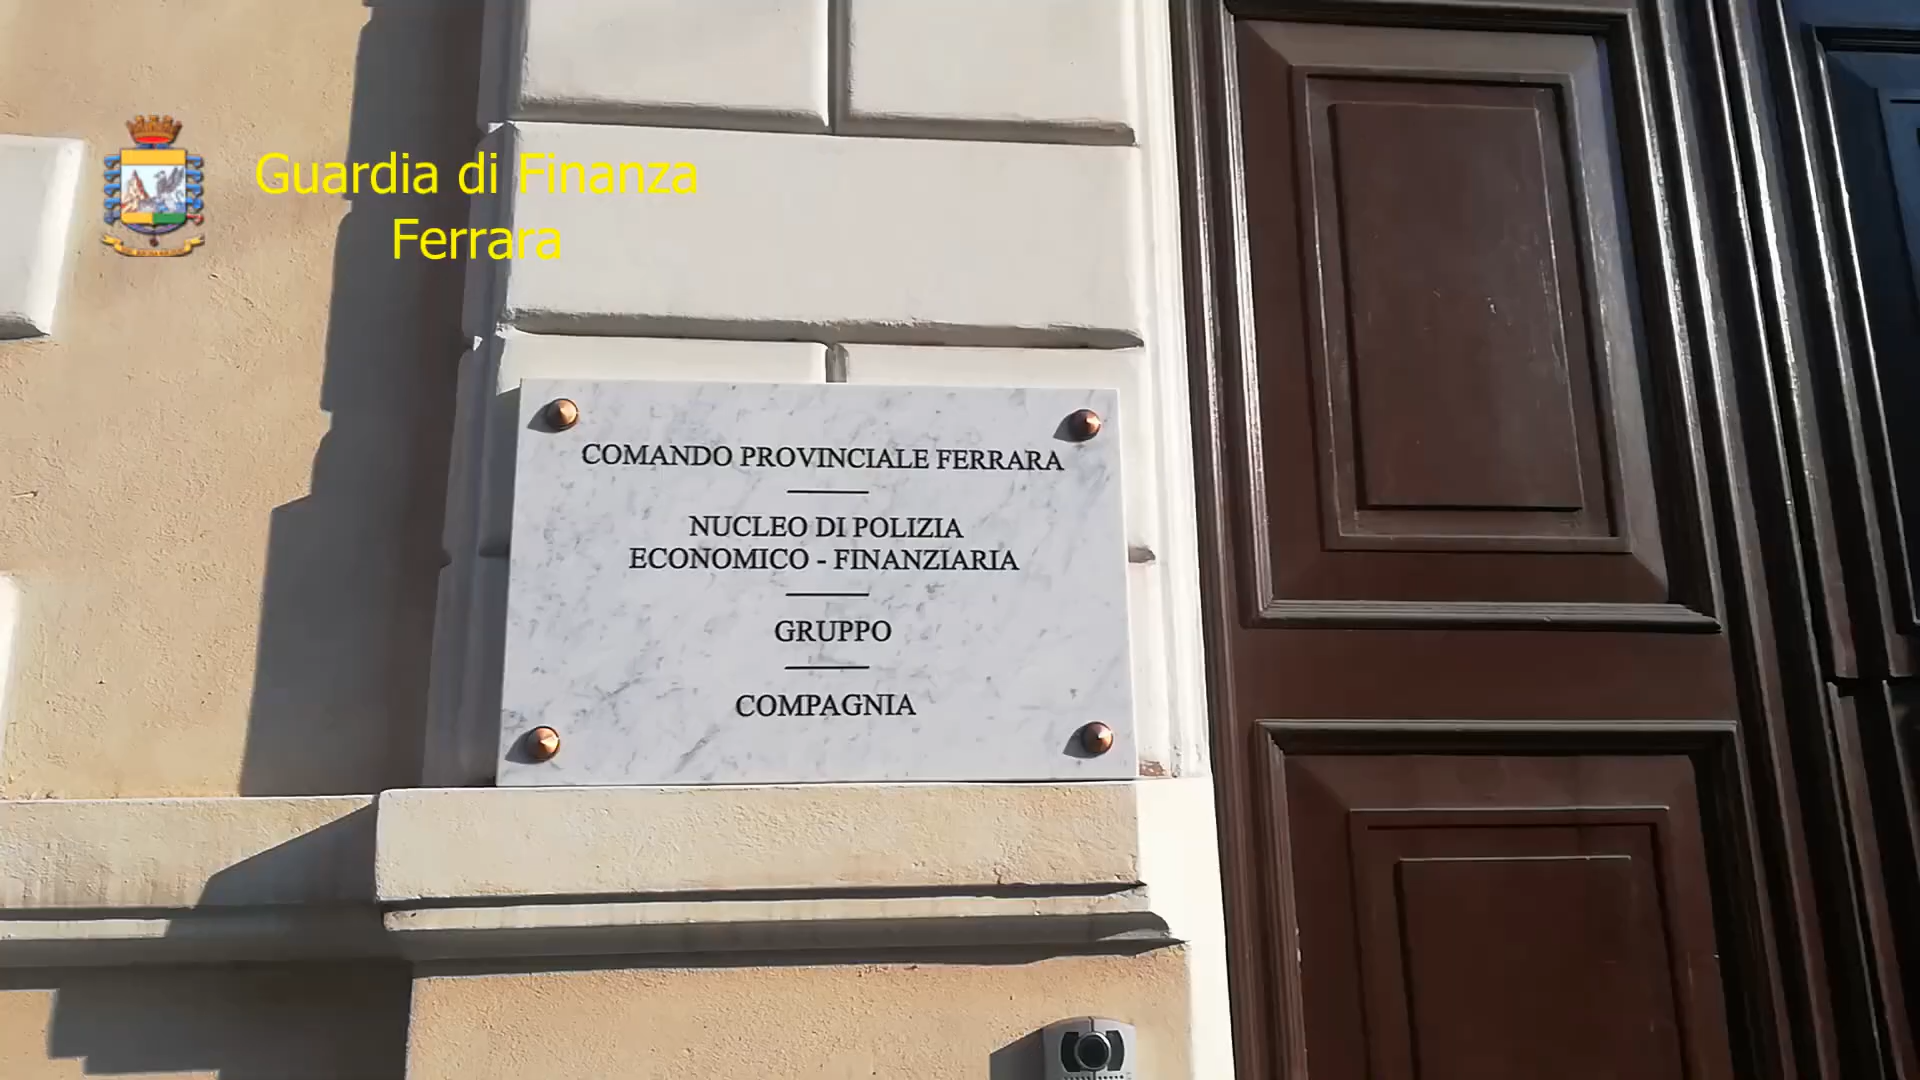 Guardia di Finanza
Ferrara
COMANDO PROVINCIALE FERRARA
NUCLEO DI POLIZIA
ECONOMICO - FINANZIARIA
GRUPPO
COMPAGNIA